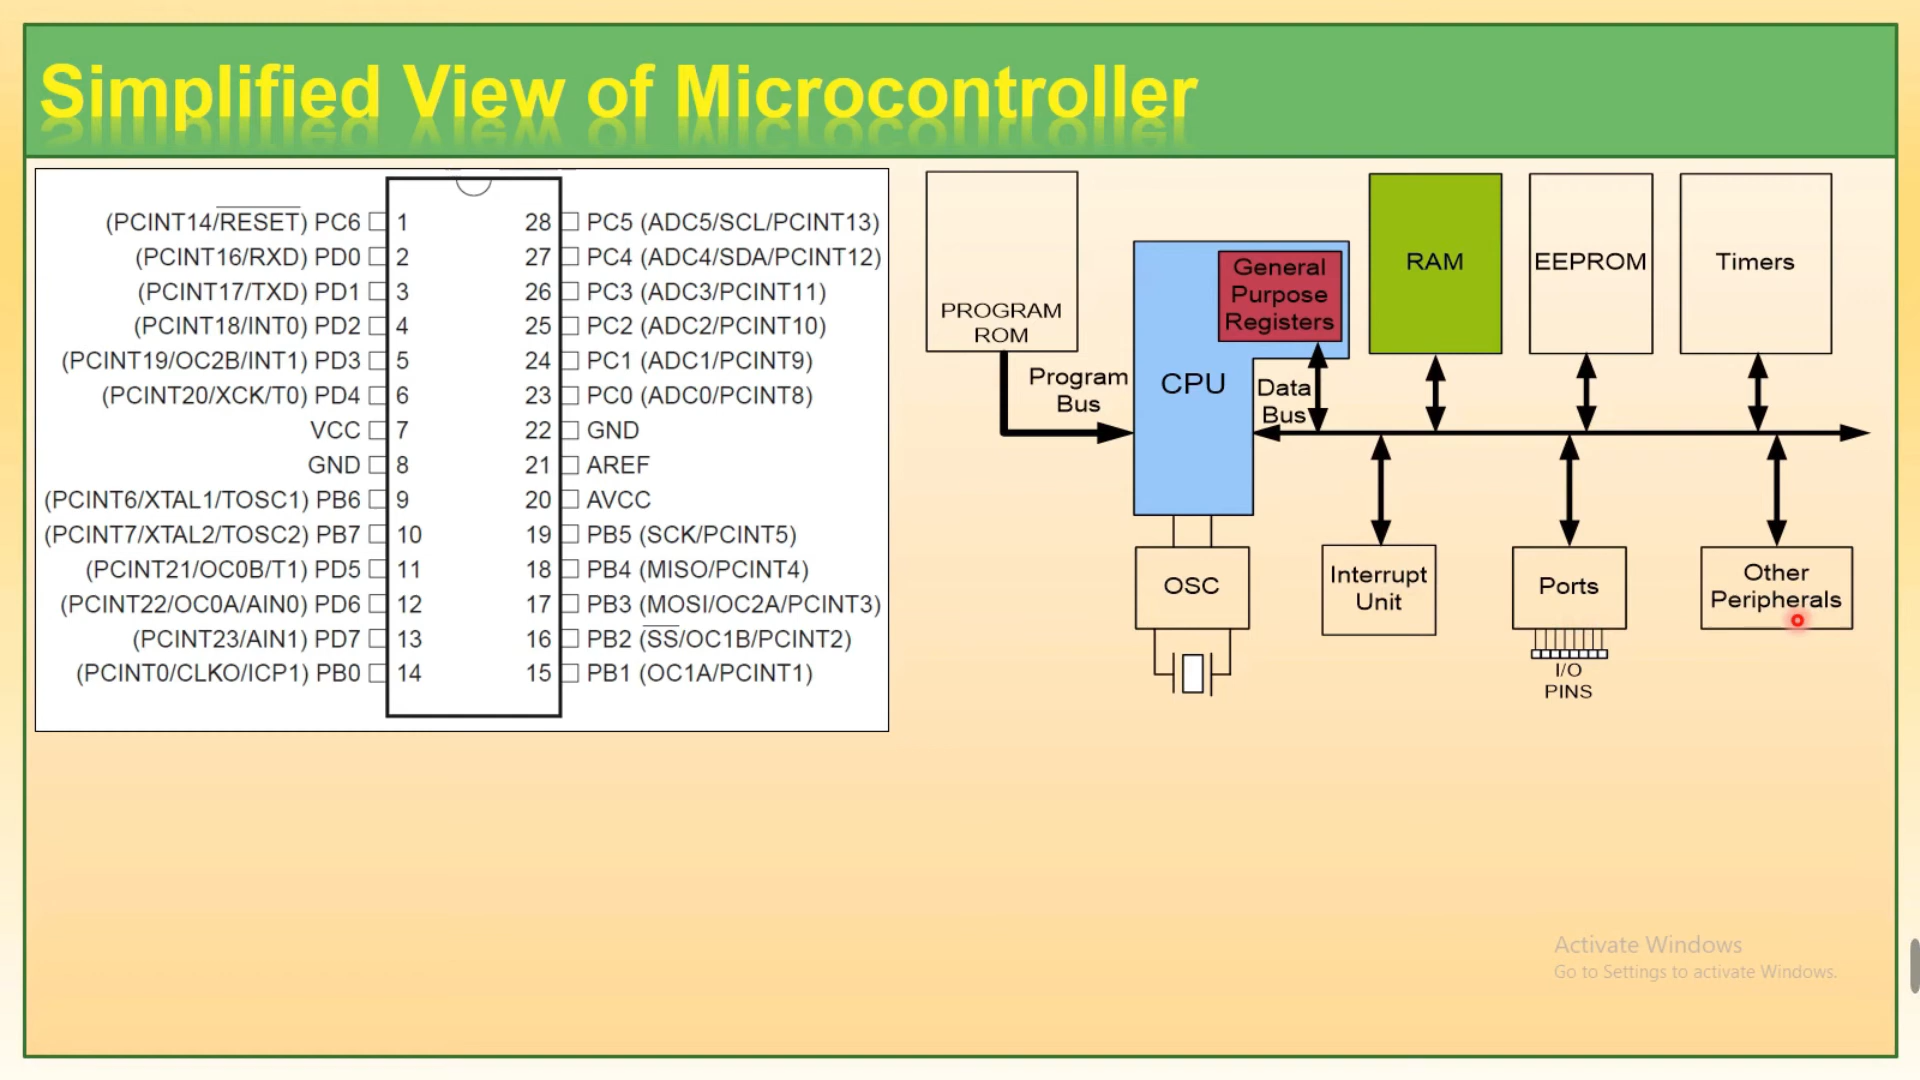 Simplified View of Microcontroller
(PCINT14/RESET) PC6 1
(PCINT16/RXD) PD0 2
(PCINT17/TXD) PD1 3
(PCINT18/INT0) PD2 4
(PCINT19/OC2B/INT1) PD3 5
(PCINT20/XCK/T0) PD4 6
VCC 7
GND 8
(PCINT6/XTAL1/TOSC1) PB6 9
(PCINT7/XTAL2/TOSC2) PB7 10
(PCINT21/OC0B/T1) PD5 11
(PCINT22/OC0A/AIN0) PD6 12
(PCINT23/AIN1) PD7 13
(PCINT0/CLKO/ICP1) PB0 14
28 PC5 (ADC5/SCL/PCINT13)
27 PC4 (ADC4/SDA/PCINT12)
26 PC3 (ADC3/PCINT11)
25 PC2 (ADC2/PCINT10)
24 PC1 (ADC1/PCINT9)
23 PC0 (ADC0/PCINT8)
22 GND
21 AREF
20 AVCC
19 PB5 (SCK/PCINT5)
18 PB4 (MISO/PCINT4)
17 PB3 (MOSI/OC2A/PCINT3)
16 PB2 (SS/OC1B/PCINT2)
15 PB1 (OC1A/PCINT1)
PROGRAM
ROM
Program
Bus
CPU
General
Purpose
Registers
Data
Bus
RAM
EEPROM
Timers
OSC
Interrupt
Unit
Ports
I/O
PINS
Other
Peripherals
Activate Windows
Go to Settings to activate Windows.